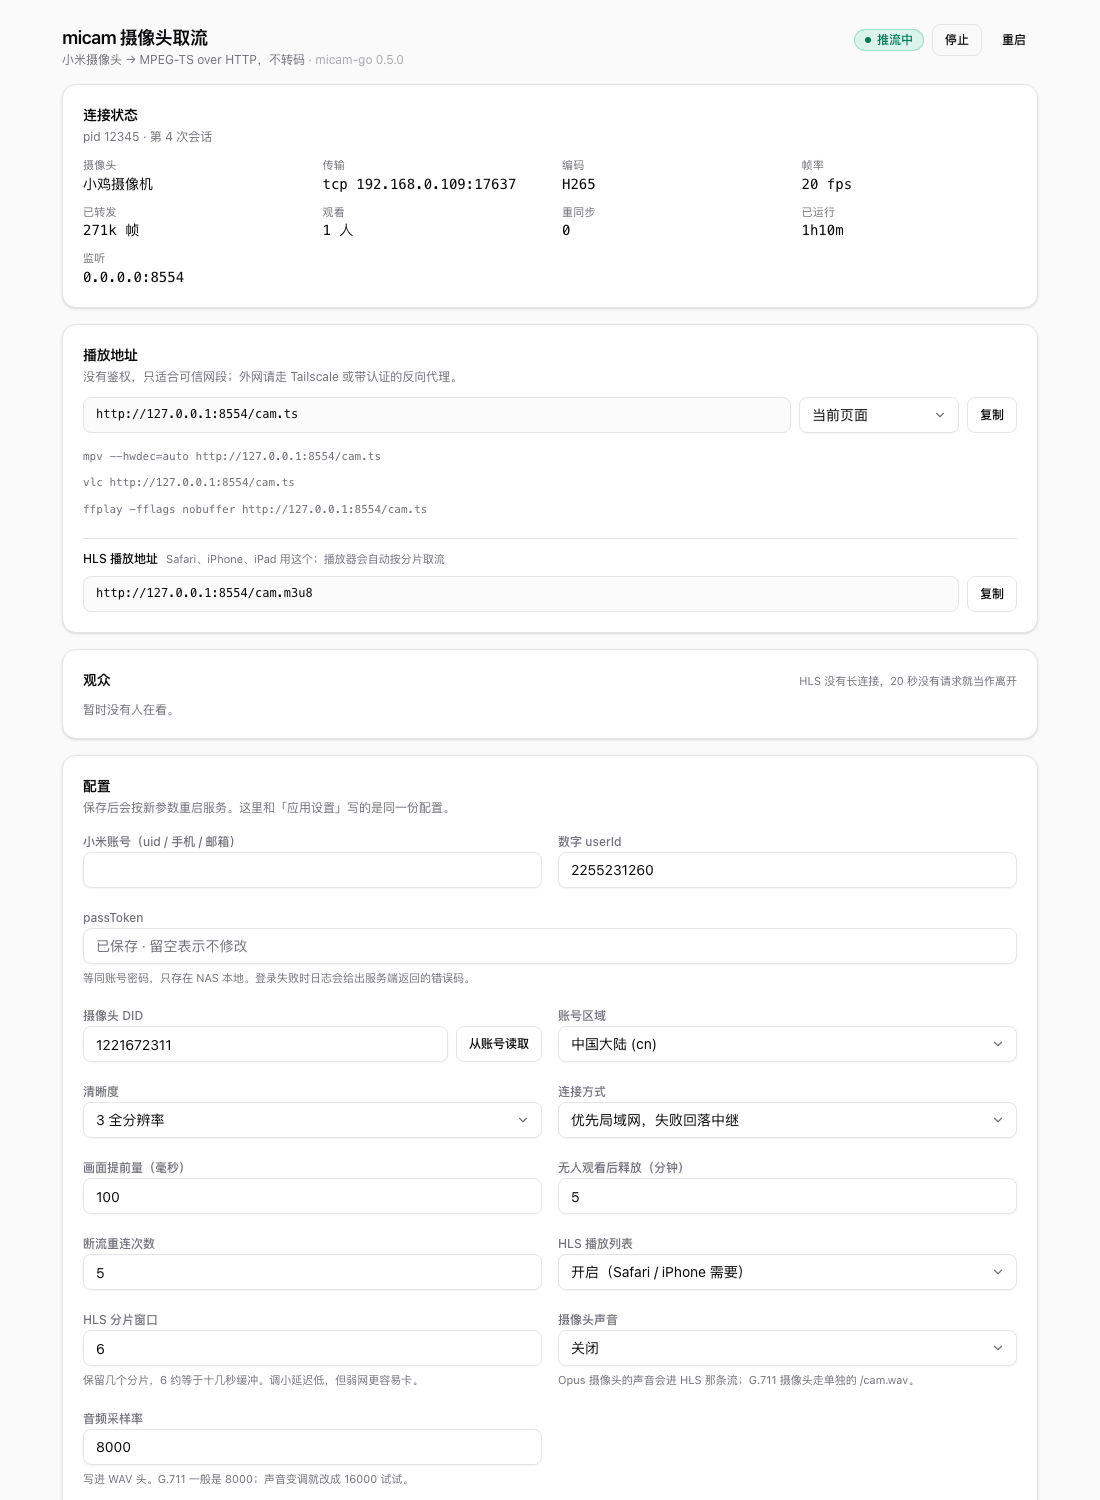 micam 摄像头取流
小米摄像头 → MPEG-TS over HTTP，不转码 · micam-go 0.5.0
推流中
停止
重启
连接状态
pid 12345 · 第 4 次会话
摄像头 传输 编码 帧率
小鸡摄像机 tcp 192.168.0.109:17637 H265 20 fps
已转发 观看 重同步 已运行
271k 帧 1 人 0 1h10m
监听
0.0.0.0:8554
播放地址
没有鉴权，只适合可信网段；外网请走 Tailscale 或带认证的反向代理。
http://127.0.0.1:8554/cam.ts 当前页面 复制
mpv --hwdec=auto http://127.0.0.1:8554/cam.ts
vlc http://127.0.0.1:8554/cam.ts
ffplay -fflags nobuffer http://127.0.0.1:8554/cam.ts
HLS 播放地址 Safari、iPhone、iPad 用这个；播放器会自动按分片取流
http://127.0.0.1:8554/cam.m3u8 复制
观众 HLS 没有长连接，20 秒没有请求就当作离开
暂时没有人在看。
配置
保存后会按新参数重启服务。这里和「应用设置」写的是同一份配置。
小米账号（uid / 手机 / 邮箱） 数字 userId
2255231260
passToken
已保存 · 留空表示不修改
等同账号密码，只存在 NAS 本地。登录失败时日志会给出服务端返回的错误码。
摄像头 DID 账号区域
1221672311 从账号读取 中国大陆 (cn)
清晰度 连接方式
3 全分辨率 优先局域网，失败回落中继
画面提前量（毫秒） 无人观看后释放（分钟）
100 5
断流重连次数 HLS 播放列表
5 开启（Safari / iPhone 需要）
HLS 分片窗口 摄像头声音
6 关闭
保留几个分片，6 约等于十几秒缓冲。调小延迟低，但弱网更容易卡。 Opus 摄像头的声音会进 HLS 那条流；G.711 摄像头走单独的 /cam.wav。
音频采样率
8000
写进 WAV 头。G.711 一般是 8000；声音变调就改成 16000 试试。